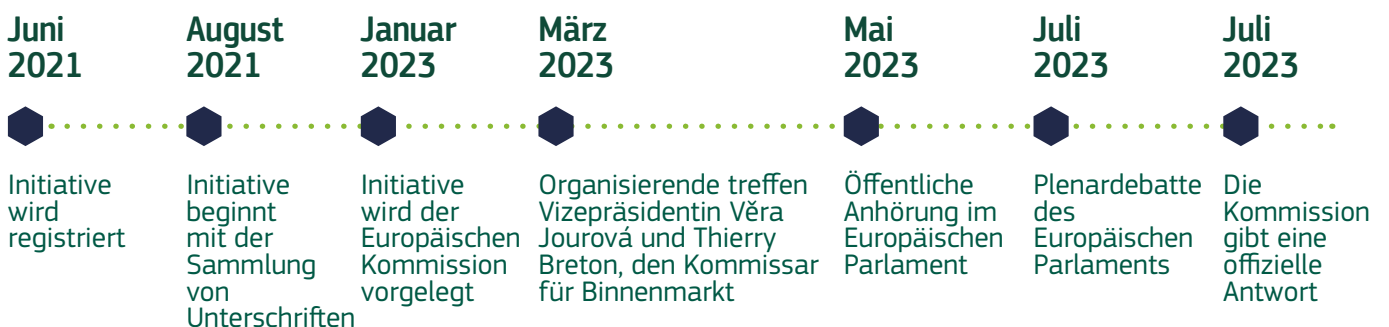 Juni
2021
August
2021
Januar
2023
März
2023
Mai
2023
Juli
2023
Juli
2023
Initiative
wird
registriert
Initiative
beginnt
mit der
Sammlung
von
Unterschriften
Initiative
wird der
Europäischen
Kommission
vorgelegt
Organisierende treffen
Vizepräsidentin Věra
Jourová und Thierry
Breton, den Kommissar
für Binnenmarkt
Öffentliche
Anhörung im
Europäischen
Parlament
Plenardebatte
des
Europäischen
Parlaments
Die
Kommission
gibt eine
offizielle
Antwort